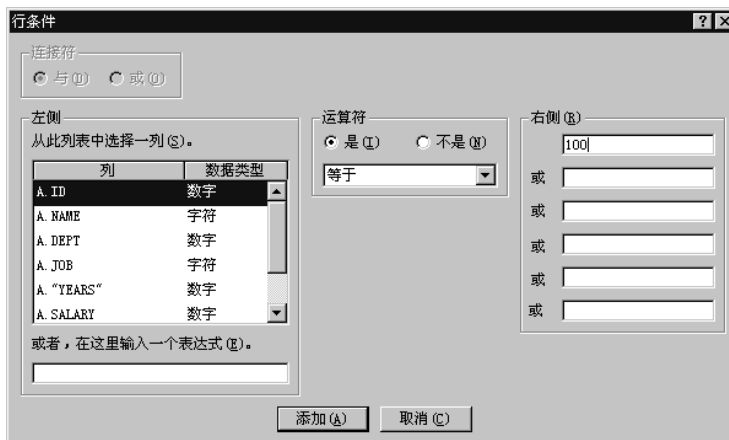 行条件
连接符
与(D) 或(O)
左侧
从此列表中选择一列(S)。
列 数据类型
A.ID 数字
A.NAME 字符
A.DEPT 数字
A.JOB 字符
A."YEARS" 数字
A.SALARY 数字
或者，在这里输入一个表达式(E)。
运算符
是(I) 不是(N)
等于
右侧(R)
100
或
或
或
或
或
添加(A) 取消(C)